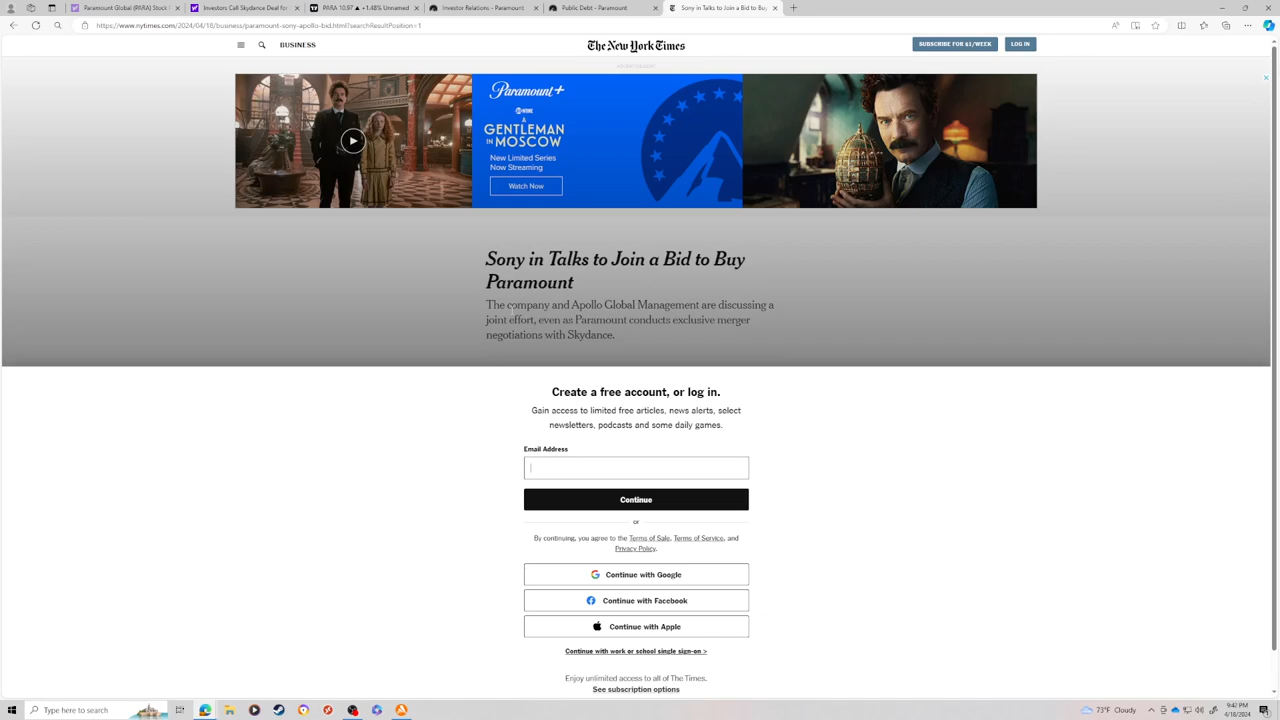 Paramount Global (PARA) Stock
Investors Call Skydance Deal for
PARA 10.97 ▲ +1.48% Unnamed
Investor Relations - Paramount
Public Debt - Paramount
Sony in Talks to Join a Bid to Bu
https://www.nytimes.com/2024/04/18/business/paramount-sony-apollo-bid.html?searchResultPosition=1
BUSINESS
The New York Times
SUBSCRIBE FOR $1/WEEK
LOG IN
ADVERTISEMENT
Paramount+
SHOWTIME
A
GENTLEMAN
IN MOSCOW
New Limited Series
Now Streaming
Watch Now
Sony in Talks to Join a Bid to Buy
Paramount
The company and Apollo Global Management are discussing a
joint effort, even as Paramount conducts exclusive merger
negotiations with Skydance.
Create a free account, or log in.
Gain access to limited free articles, news alerts, select
newsletters, podcasts and some daily games.
Email Address
Continue
or
By continuing, you agree to the Terms of Sale, Terms of Service, and
Privacy Policy.
Continue with Google
Continue with Facebook
Continue with Apple
Continue with work or school single sign-on >
Enjoy unlimited access to all of The Times.
See subscription options
Type here to search
73°F Cloudy
9:42 PM